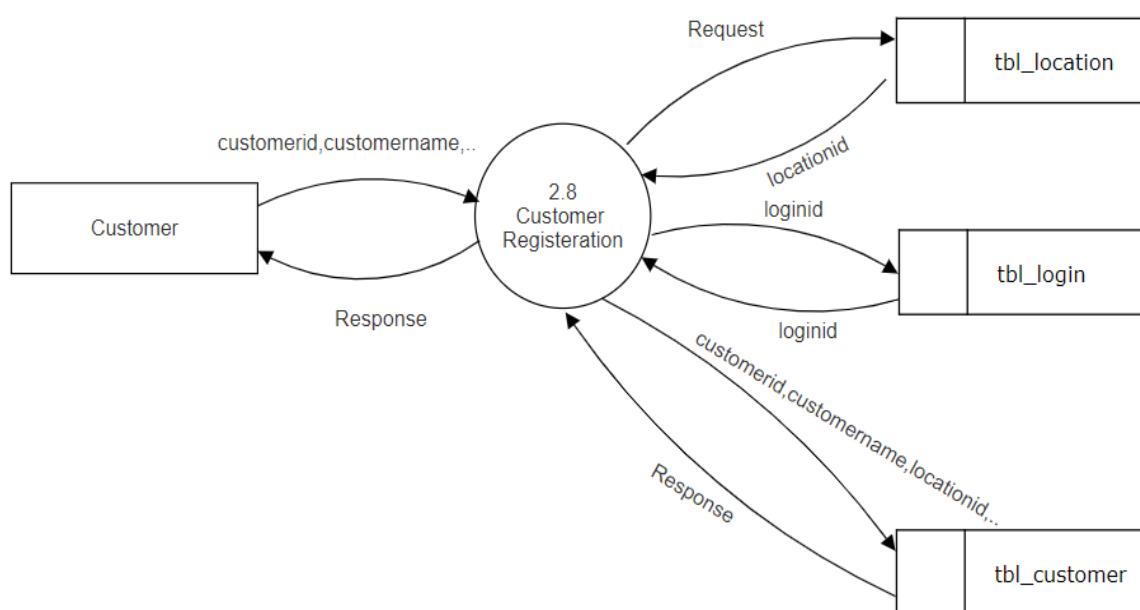 Request
tbl_location
customerid,customername,..
locationid
2.8
Customer
Registeration
Customer
loginid
tbl_login
Response
loginid
customerid,customername,locationid,..
Response
tbl_customer